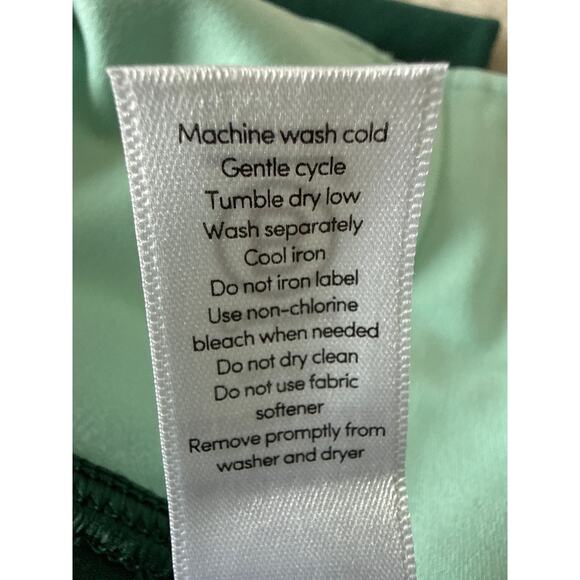 Machine wash cold
Gentle cycle
Tumble dry low
Wash separately
Cool iron
Do not iron label
Use non-chlorine
bleach when needed
Do not dry clean
Do not use fabric
softener
Remove promptly from
washer and dryer